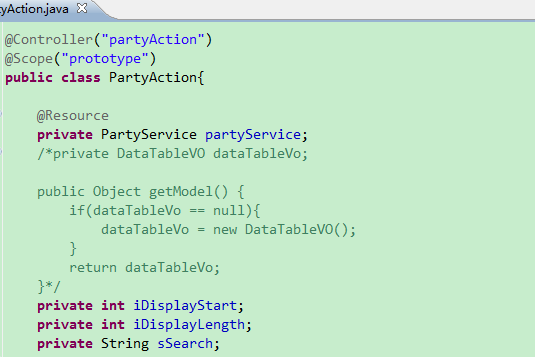 yAction.java
@Controller("partyAction")
@Scope("prototype")
public class PartyAction{
@Resource
private PartyService partyService;
/*private DataTableVO dataTableVo;
public Object getModel() {
if(dataTableVo == null){
dataTableVo = new DataTableVO();
}
return dataTableVo;
}*/
private int iDisplayStart;
private int iDisplayLength;
private String sSearch;